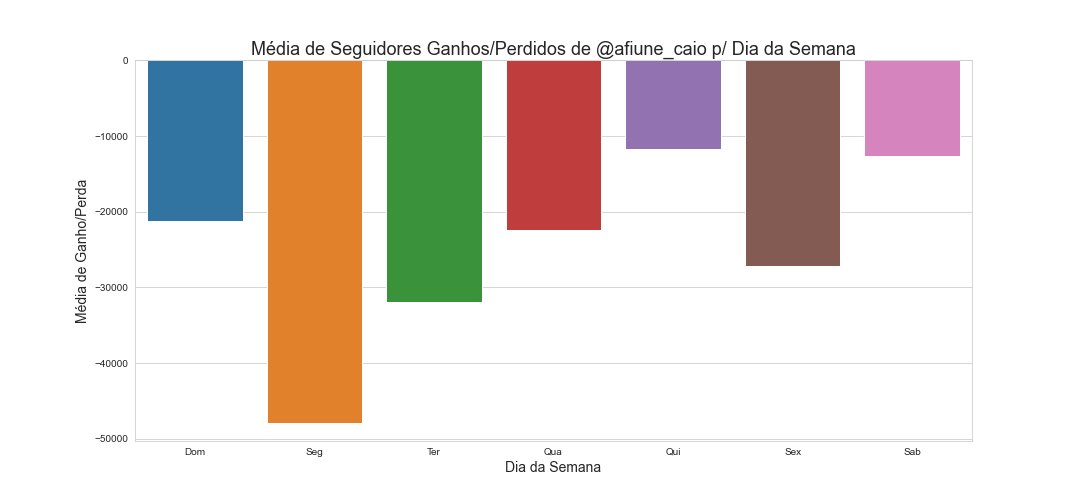 Média de Seguidores Ganhos/Perdidos de @afiune_caio p/ Dia da Semana
0
−10000
−20000
−30000
−40000
−50000
Média de Ganho/Perda
Dom Seg Ter Qua Qui Sex Sab
Dia da Semana